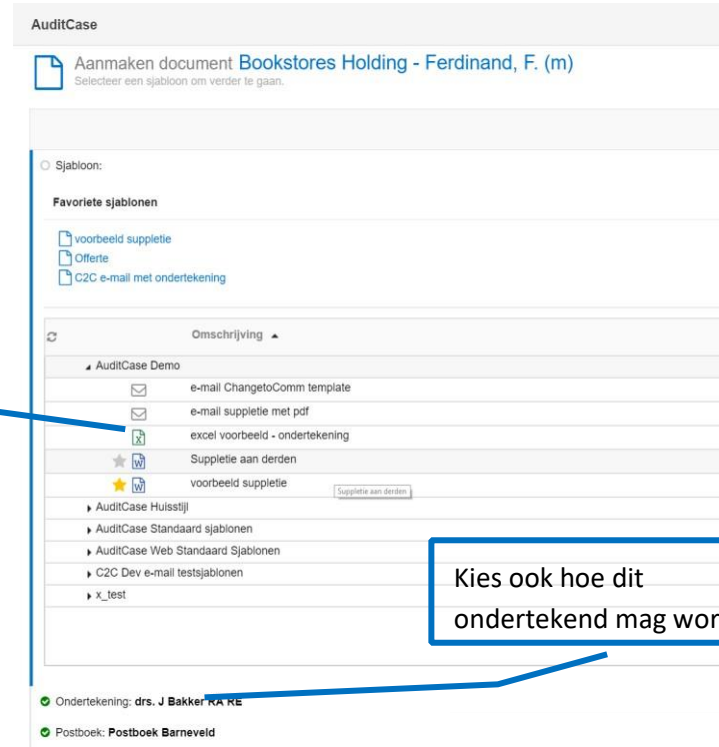 AuditCase
Aanmaken document Bookstores Holding - Ferdinand, F. (m)
Selecteer een sjabloon om verder te gaan.
Sjabloon:
Favoriete sjablonen
voorbeeld suppletie
Offerte
C2C e-mail met ondertekening
Omschrijving
AuditCase Demo
e-mail ChangetoComm template
e-mail suppletie met pdf
excel voorbeeld - ondertekening
Suppletie aan derden
voorbeeld suppletie
Suppletie aan derden
AuditCase Huisstijl
AuditCase Standaard sjablonen
AuditCase Web Standaard Sjablonen
C2C Dev e-mail testsjablonen
x_test
Kies ook hoe dit
ondertekend mag wor
Ondertekening: drs. J Bakker RA RE
Postboek: Postboek Barneveld